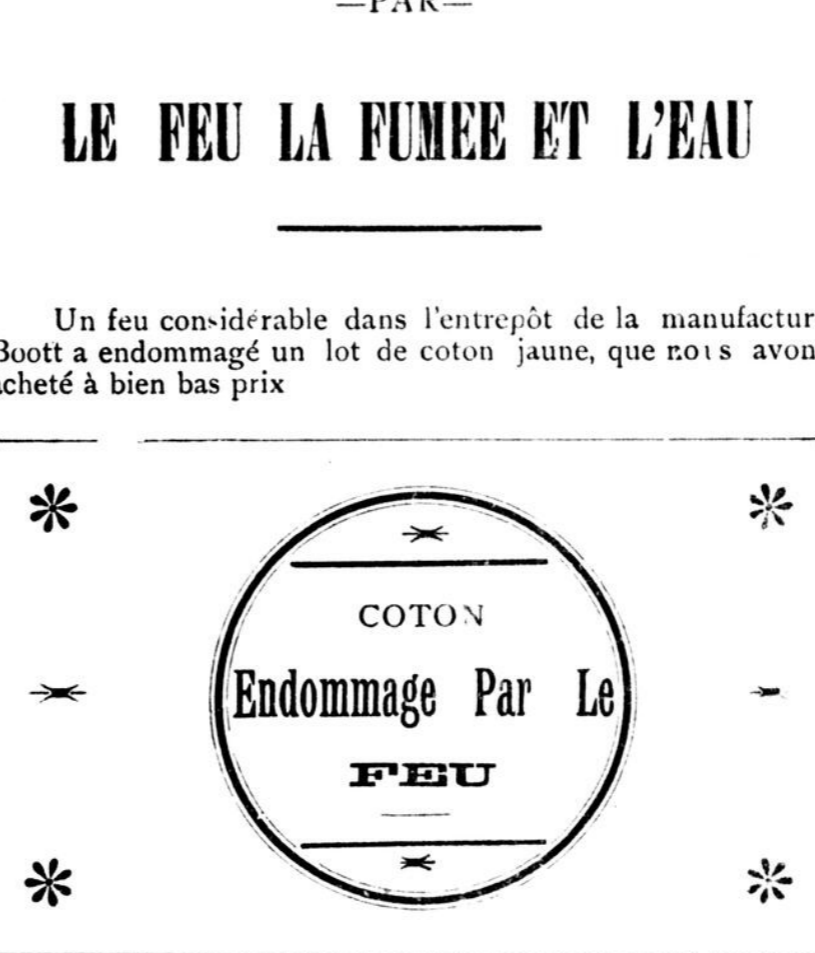 —PAR—
LE FEU LA FUMEE ET L'EAU
Un feu considérable dans l'entrepôt de la manufactur
Boott a endommagé un lot de coton jaune, que nous avon
acheté à bien bas prix
COTON
Endommage Par Le
FEU